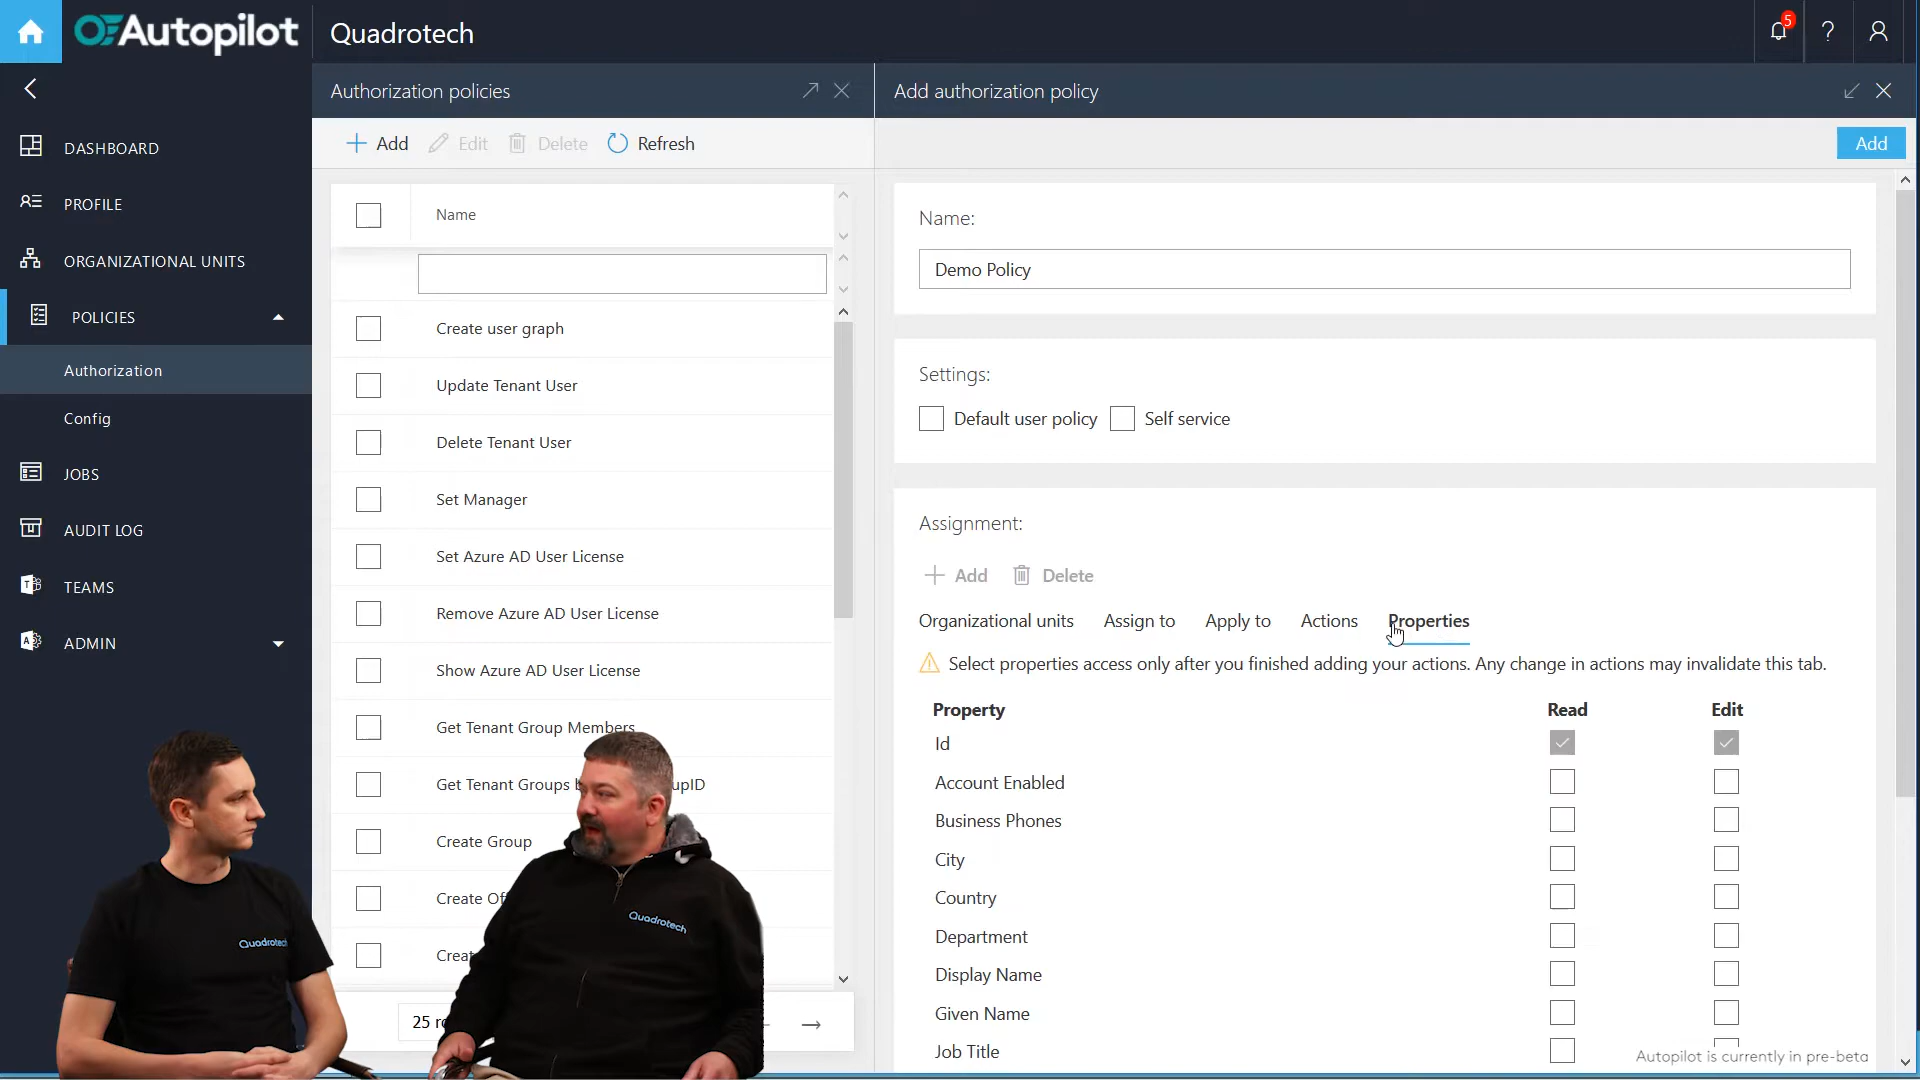 Autopilot
Quadrotech
5
?
Authorization policies
Add authorization policy
Add
Edit
Delete
Refresh
Add
DASHBOARD
PROFILE
ORGANIZATIONAL UNITS
POLICIES
Authorization
Config
JOBS
AUDIT LOG
TEAMS
ADMIN
Name
Create user graph
Update Tenant User
Delete Tenant User
Set Manager
Set Azure AD User License
Remove Azure AD User License
Show Azure AD User License
Get Tenant Group Members
Get Tenant Groups
Create Group
Create
25
Name:
Demo Policy
Settings:
Default user policy
Self service
Assignment:
Add
Delete
Organizational units
Assign to
Apply to
Actions
Properties
Select properties access only after you finished adding your actions. Any change in actions may invalidate this tab.
Property
Read
Edit
Id
Account Enabled
Business Phones
City
Country
Department
Display Name
Given Name
Job Title
Autopilot is currently in pre-beta
Quadrotech
Quadrotech